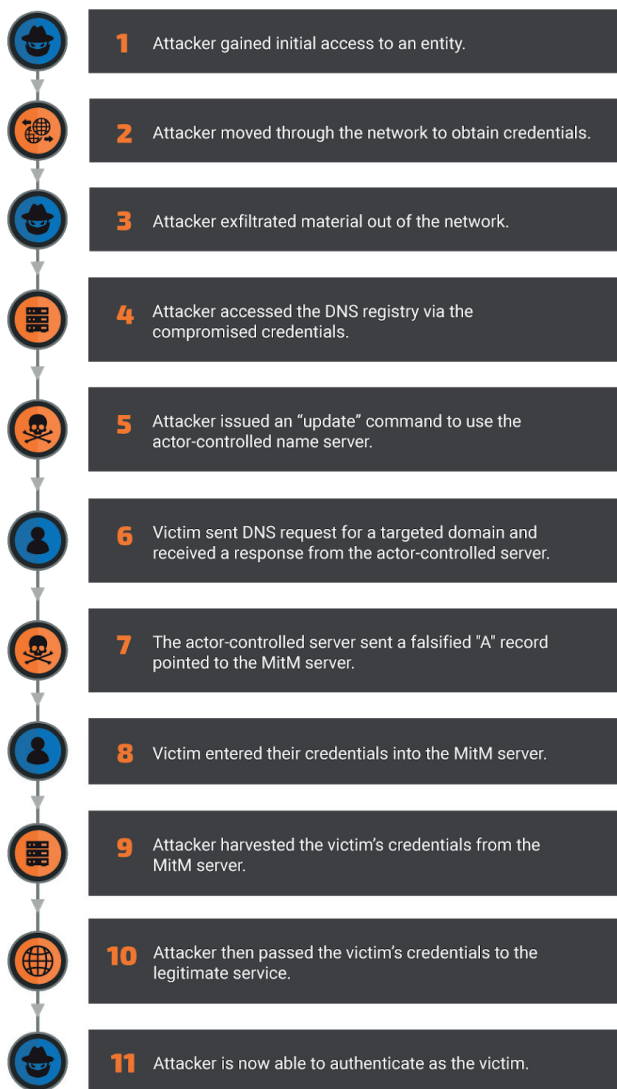 1 Attacker gained initial access to an entity.
2 Attacker moved through the network to obtain credentials.
3 Attacker exfiltrated material out of the network.
4 Attacker accessed the DNS registry via the
compromised credentials.
5 Attacker issued an “update” command to use the
actor-controlled name server.
6 Victim sent DNS request for a targeted domain and
received a response from the actor-controlled server.
7 The actor-controlled server sent a falsified "A" record
pointed to the MitM server.
8 Victim entered their credentials into the MitM server.
9 Attacker harvested the victim’s credentials from the
MitM server.
10 Attacker then passed the victim’s credentials to the
legitimate service.
11 Attacker is now able to authenticate as the victim.